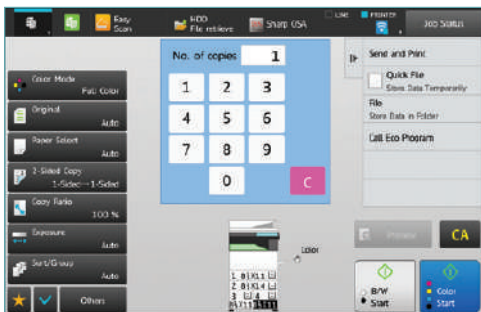 Easy
Scan
HDD
File retrieve
Sharp OSA
LINE
PRINTER
Job Status
No. of copies
1
Send and Print
Quick File
Store Data Temporarily
File
Store Data in Folder
Call Eco Program
Color Mode
Full Color
Original
Auto
Paper Select
Auto
2-Sided Copy
1-Sided→1-Sided
Copy Ratio
100 %
Exposure
Auto
Sort/Group
Auto
Others
1 2 3
4 5 6
7 8 9
0 C
Color
Preview
CA
B/W
Start
Color
Start